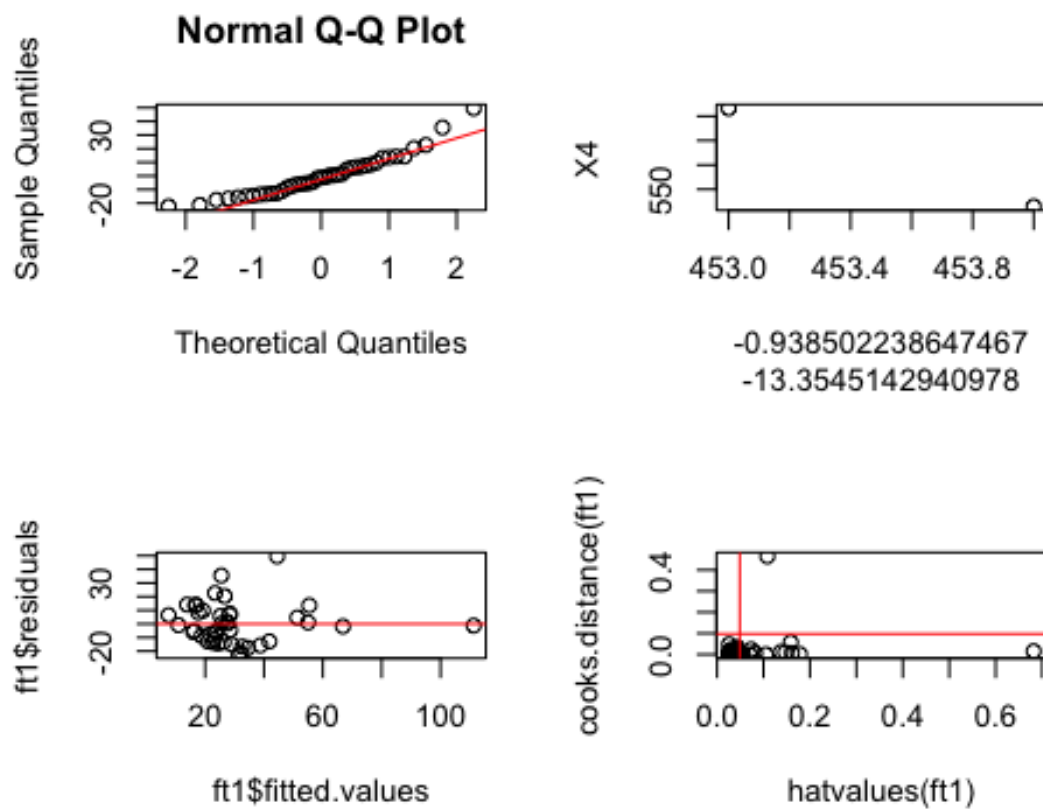 Normal Q-Q Plot
Sample Quantiles
-20 30
-2 -1 0 1 2
Theoretical Quantiles
X4
550
453.0 453.4 453.8
-0.938502238647467
-13.3545142940978
ft1$residuals
-20 30
20 60 100
ft1$fitted.values
cooks.distance(ft1)
0.0 0.4
0.0 0.2 0.4 0.6
hatvalues(ft1)